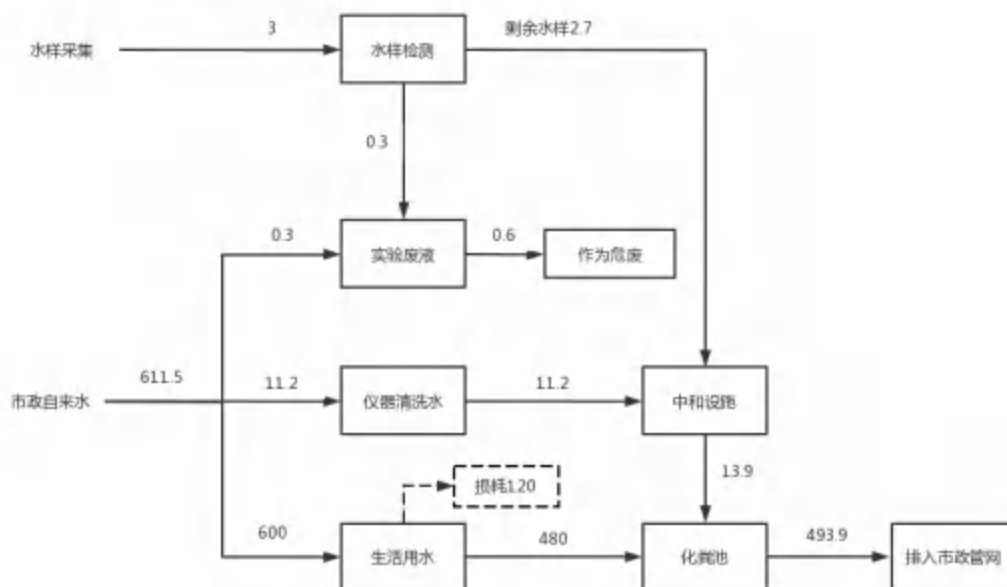 3
剩余水样2.7
水样采集
水样检测
0.3
0.3
实验废液
0.6
作为危废
611.5
市政自来水
11.2
仪器清洗水
11.2
中和设施
损耗120
13.9
600
生活用水
480
化粪池
493.9
排入市政管网